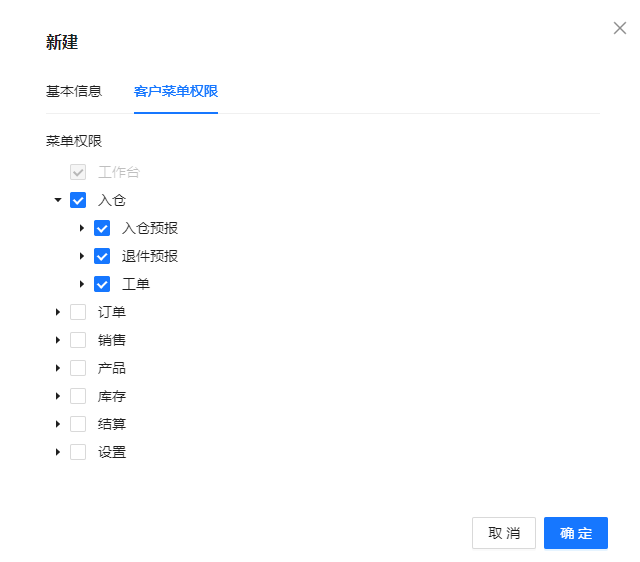 新建
基本信息 客户菜单权限
菜单权限
工作台
入仓
入仓预报
退件预报
工单
订单
销售
产品
库存
结算
设置
取 消 确 定